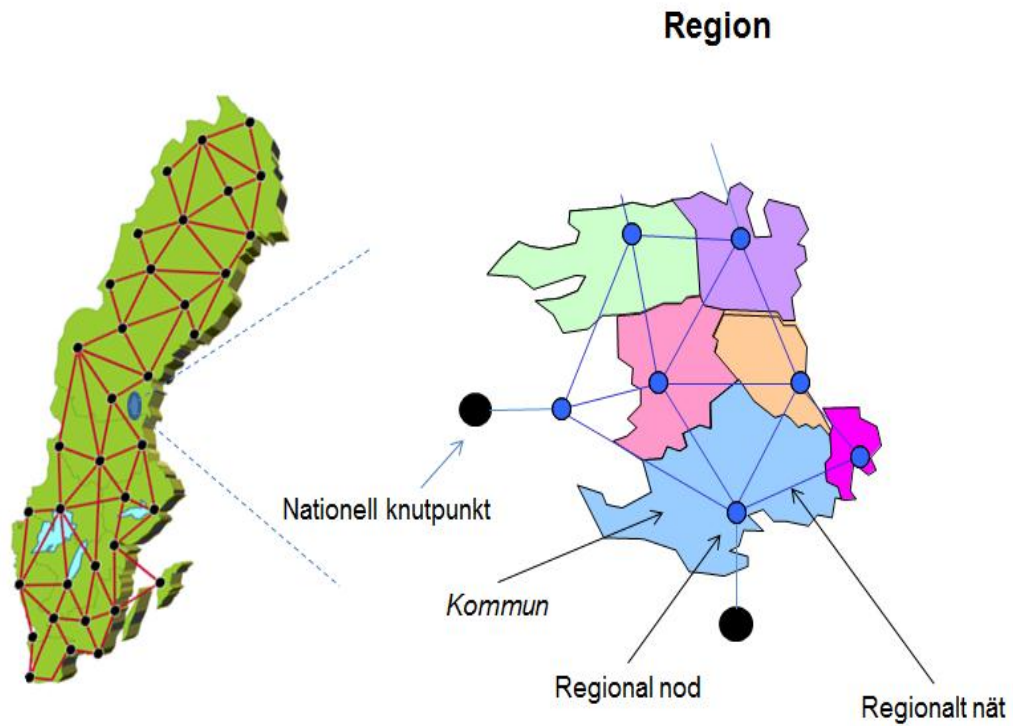 Region
Nationell knutpunkt
Kommun
Regional nod
Regionalt nät